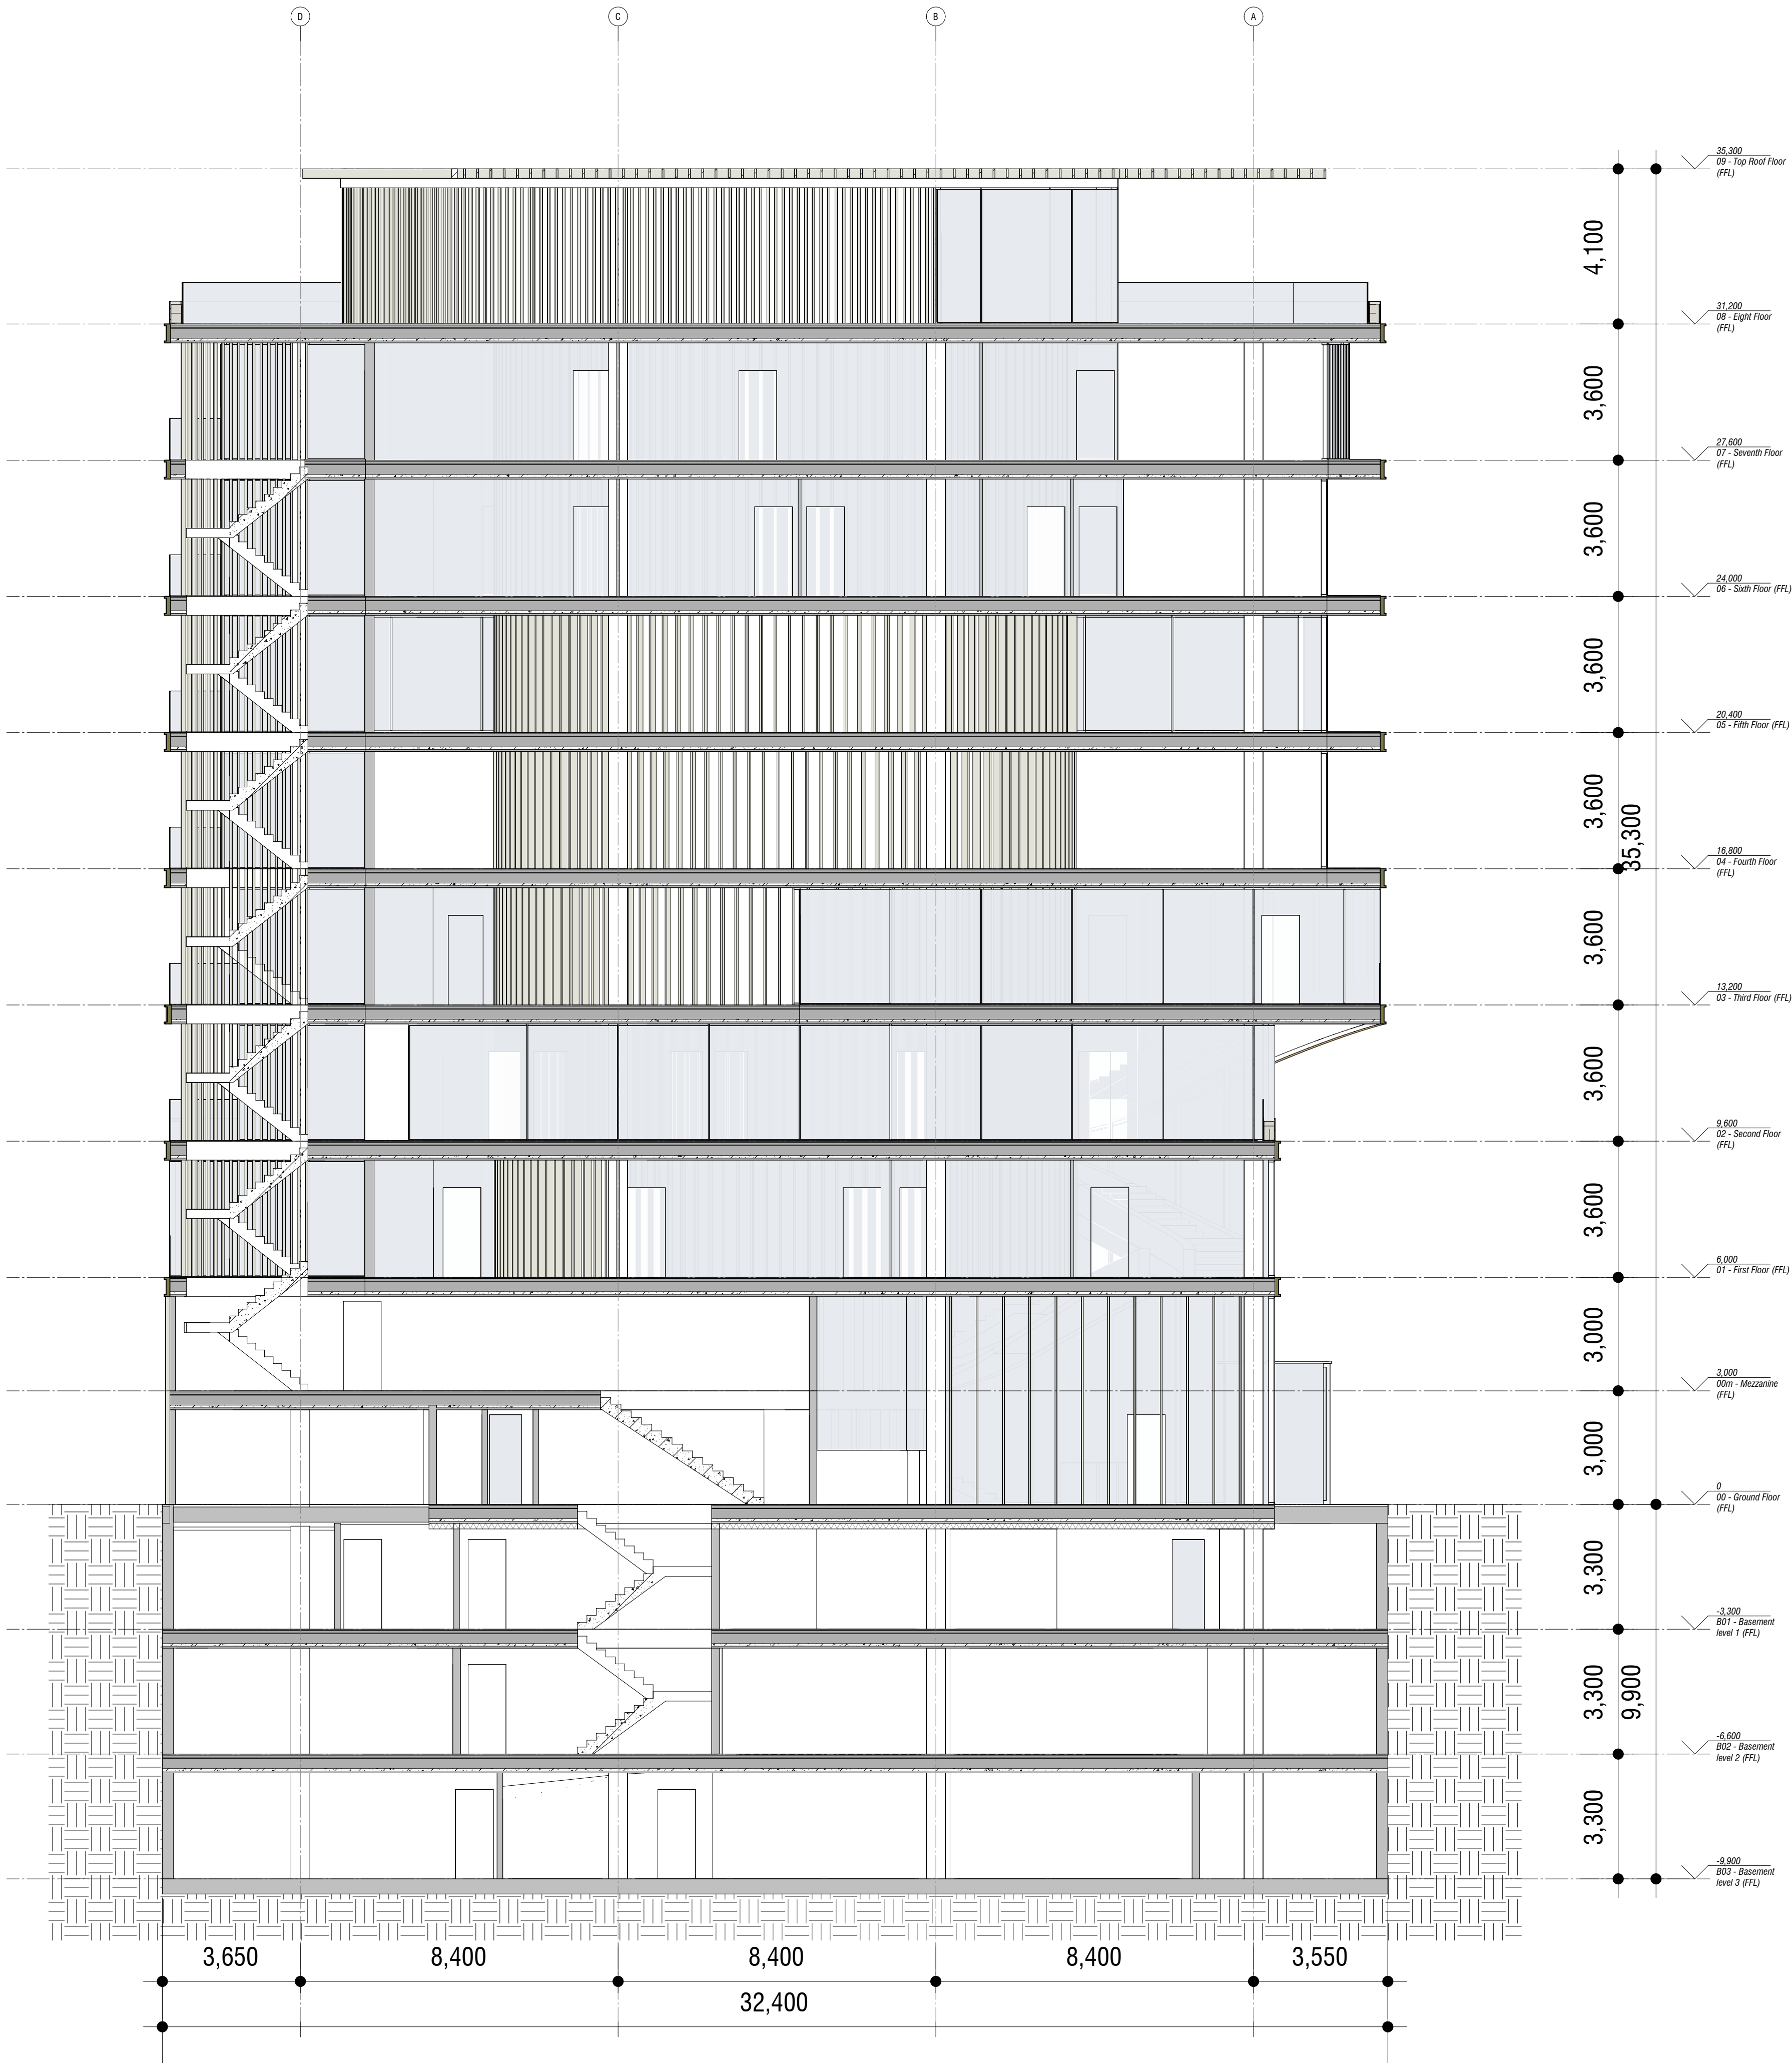 D
C
B
A
35,300
09 - Top Roof Floor
(FFL)
4,100
31,200
08 - Eight Floor
(FFL)
3,600
27,600
07 - Seventh Floor
(FFL)
3,600
24,000
06 - Sixth Floor (FFL)
3,600
20,400
05 - Fifth Floor (FFL)
3,600
35,300
16,800
04 - Fourth Floor
(FFL)
3,600
13,200
03 - Third Floor (FFL)
3,600
9,600
02 - Second Floor
(FFL)
3,600
6,000
01 - First Floor (FFL)
3,000
3,000
00m - Mezzanine
(FFL)
3,000
0
00 - Ground Floor
(FFL)
3,300
-3,300
B01 - Basement
level 1 (FFL)
3,300
9,900
-6,600
B02 - Basement
level 2 (FFL)
3,300
-9,900
B03 - Basement
level 3 (FFL)
3,650
8,400
8,400
8,400
3,550
32,400